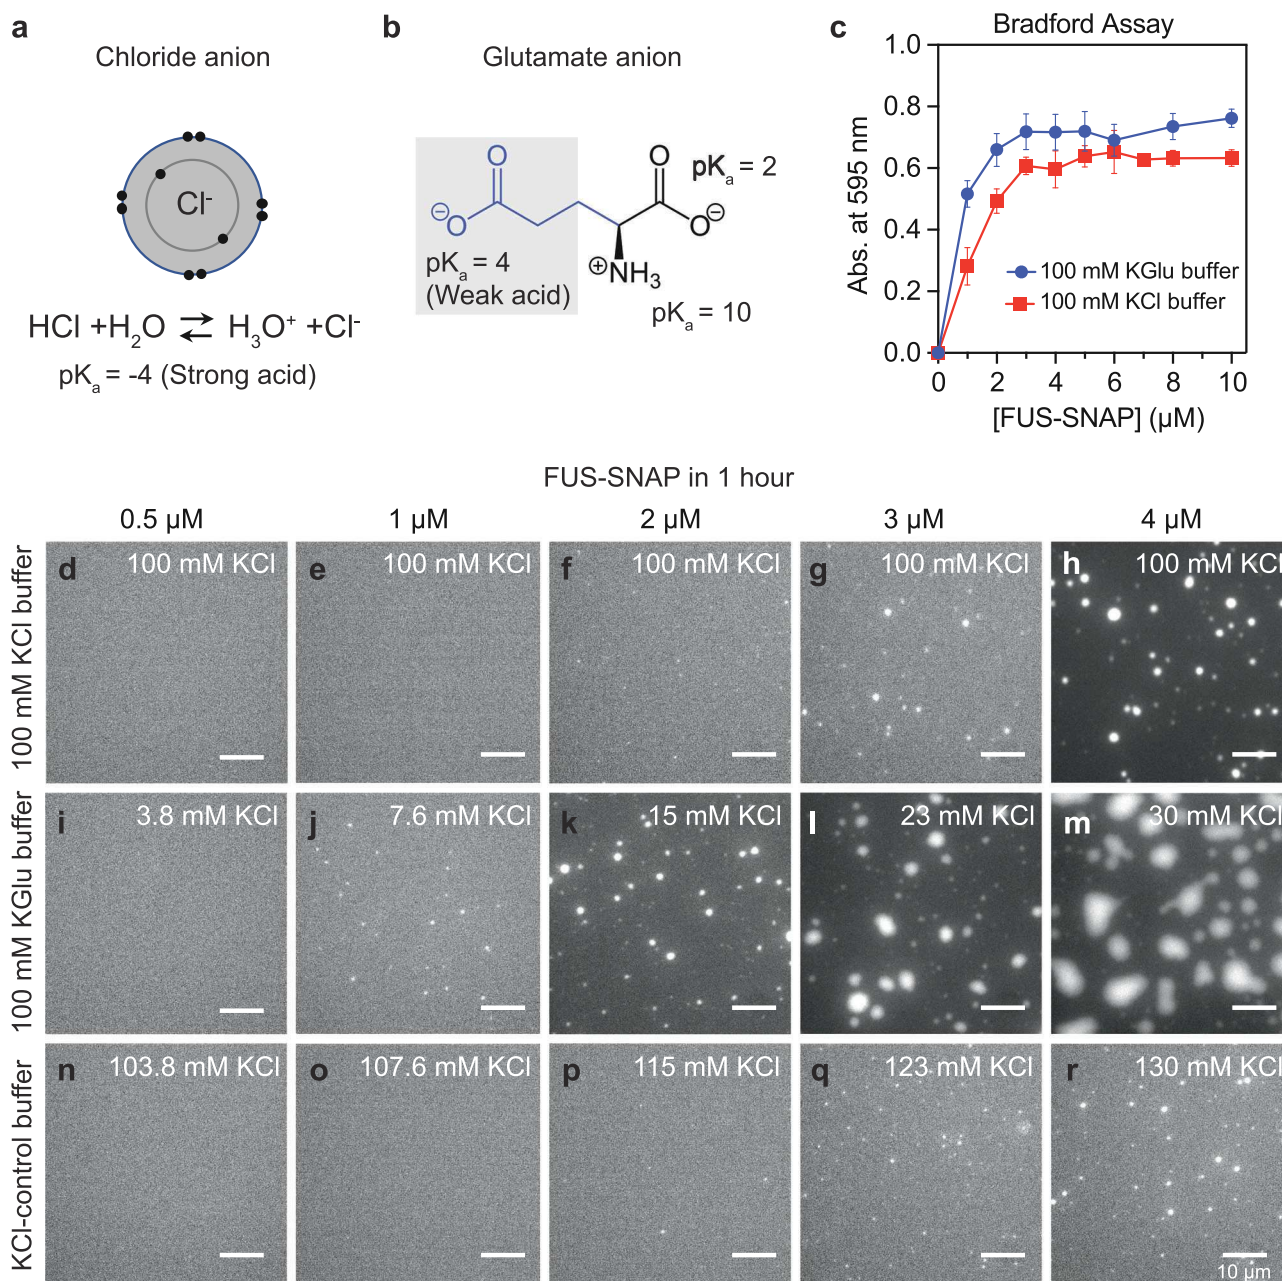 a
Chloride anion
Cl-
HCl +H2O ⇌ H3O+ +Cl-
pKa = -4 (Strong acid)
b
Glutamate anion
O
O
⊖O
O⊖
pKa = 2
pKa = 4
(Weak acid)
⊕NH3
pKa = 10
c
Bradford Assay
Abs. at 595 nm
1.0
0.8
0.6
0.4
0.2
0.0
100 mM KGlu buffer
100 mM KCl buffer
0 2 4 6 8 10
[FUS-SNAP] (µM)
FUS-SNAP in 1 hour
0.5 µM 1 µM 2 µM 3 µM 4 µM
100 mM KCl buffer
d 100 mM KCl
e 100 mM KCl
f 100 mM KCl
g 100 mM KCl
h 100 mM KCl
100 mM KGlu buffer
i 3.8 mM KCl
j 7.6 mM KCl
k 15 mM KCl
l 23 mM KCl
m 30 mM KCl
KCl-control buffer
n 103.8 mM KCl
o 107.6 mM KCl
p 115 mM KCl
q 123 mM KCl
r 130 mM KCl
10 µm